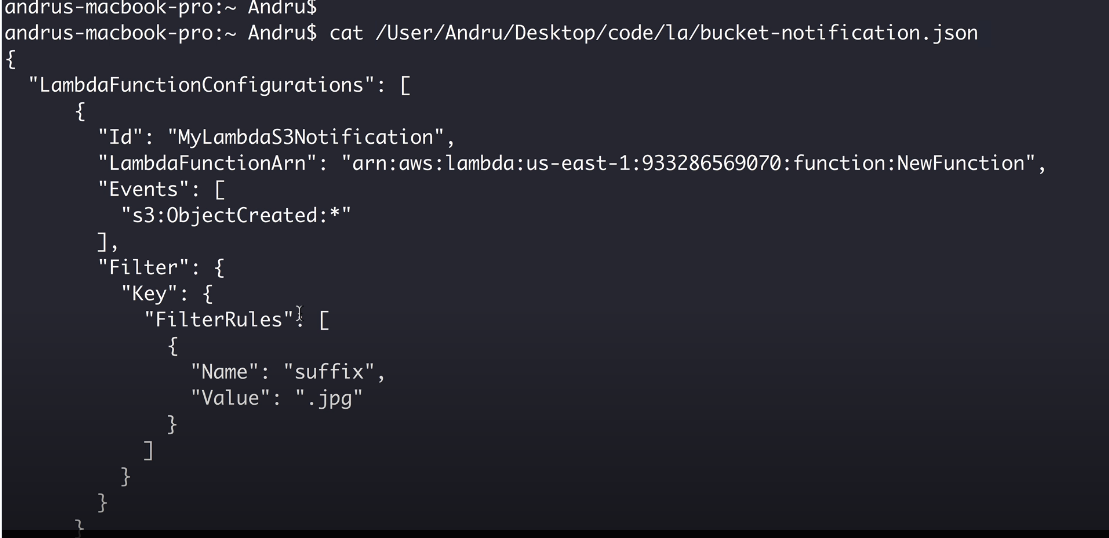 andrus-macbook-pro:~ Andru$
andrus-macbook-pro:~ Andru$ cat /User/Andru/Desktop/code/la/bucket-notification.json
{
  "LambdaFunctionConfigurations": [
      {
        "Id": "MyLambdaS3Notification",
        "LambdaFunctionArn": "arn:aws:lambda:us-east-1:933286569070:function:NewFunction",
        "Events": [
          "s3:ObjectCreated:*"
        ],
        "Filter": {
          "Key": {
            "FilterRules": [
              {
                "Name": "suffix",
                "Value": ".jpg"
              }
            ]
          }
        }
      }